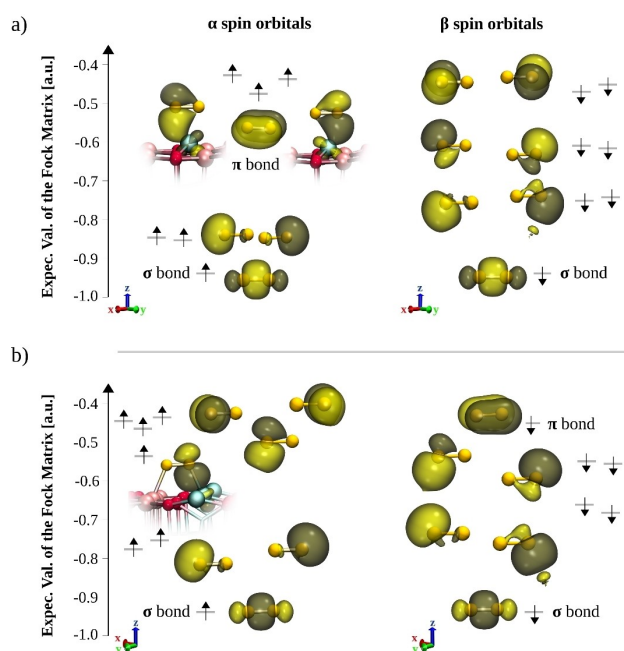 a)
α spin orbitals
β spin orbitals
Expec. Val. of the Fock Matrix [a.u.]
-0.4
-0.5
-0.6
-0.7
-0.8
-0.9
-1.0
π bond
σ bond
σ bond
z
x
y
z
x
y
b)
Expec. Val. of the Fock Matrix [a.u.]
-0.4
-0.5
-0.6
-0.7
-0.8
-0.9
-1.0
π bond
σ bond
σ bond
z
x
y
z
x
y